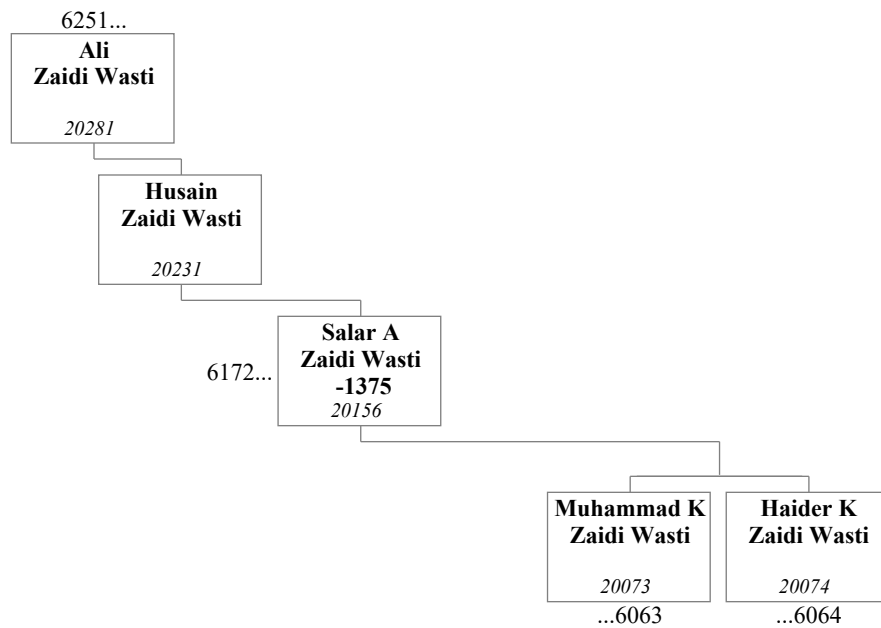 6251...
Ali
Zaidi Wasti
20281
Husain
Zaidi Wasti
20231
6172...
Salar A
Zaidi Wasti
-1375
20156
Muhammad K
Zaidi Wasti
20073
...6063
Haider K
Zaidi Wasti
20074
...6064